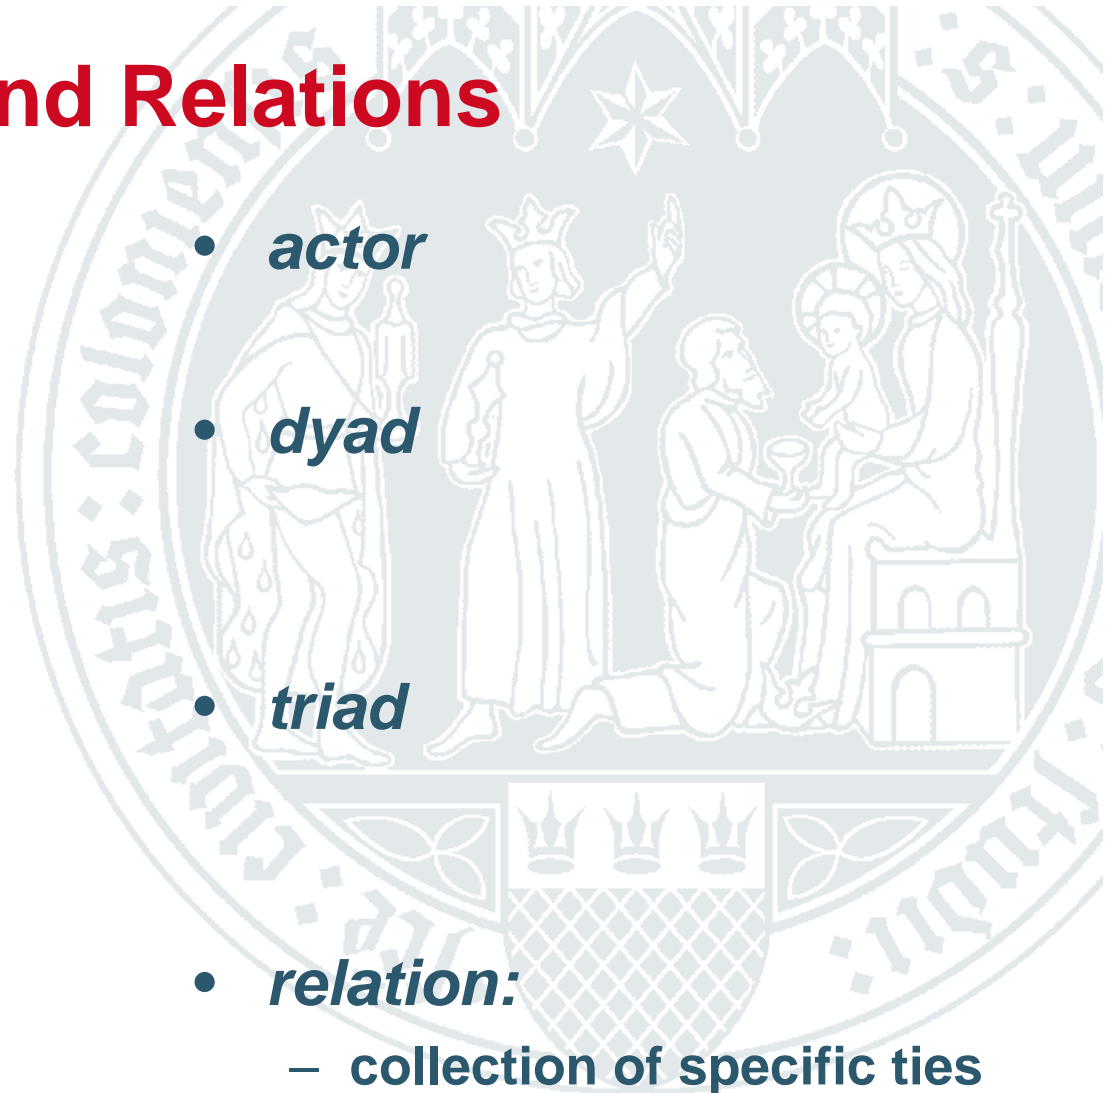 nd Relations
• actor
• dyad
• triad
• relation:
– collection of specific ties